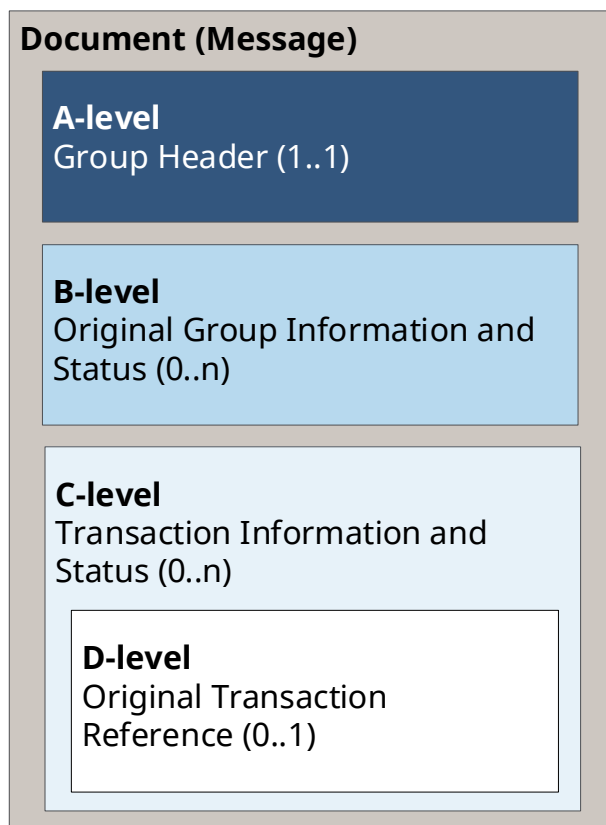 Document (Message)
A-level
Group Header (1..1)
B-level
Original Group Information and
Status (0..n)
C-level
Transaction Information and
Status (0..n)
D-level
Original Transaction
Reference (0..1)